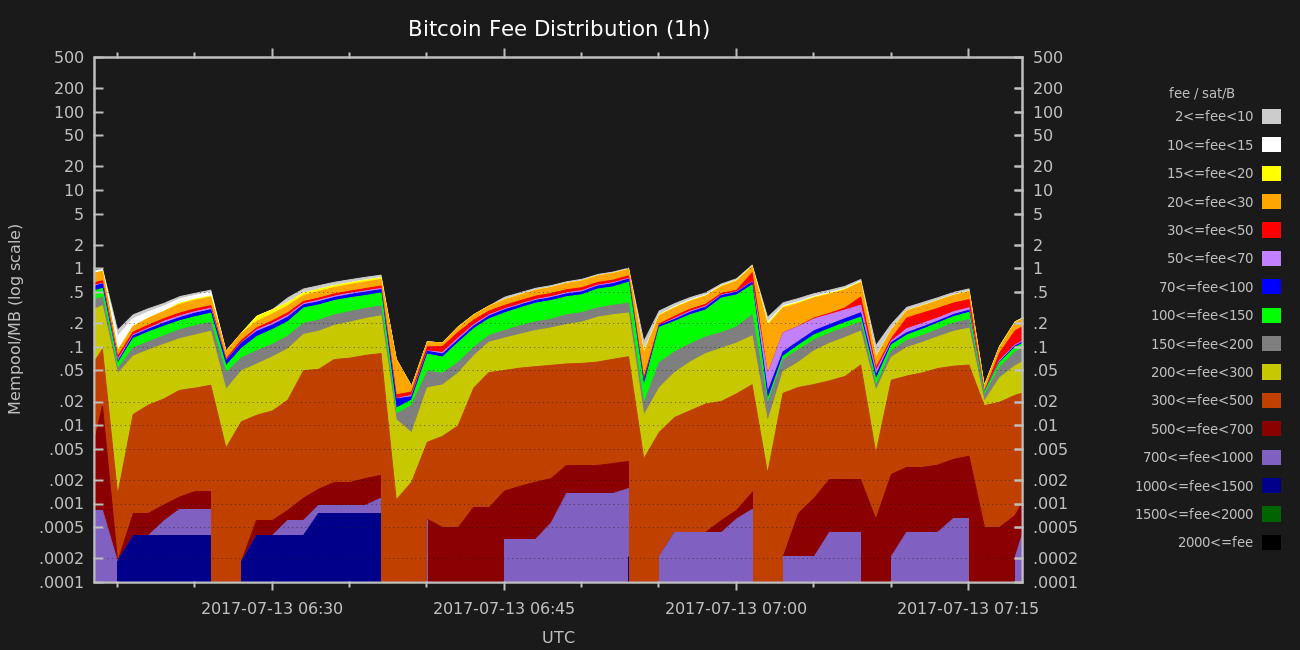 Bitcoin Fee Distribution (1h)
500 500
200 200
100 100
50 50
20 20
10 10
5 5
2 2
1 1
.5 .5
.2 .2
.1 .1
.05 .05
.02 .02
.01 .01
.005 .005
.002 .002
.001 .001
.0005 .0005
.0002 .0002
.0001 .0001
Mempool/MB (log scale)
2017-07-13 06:30 2017-07-13 06:45 2017-07-13 07:00 2017-07-13 07:15
UTC
fee / sat/B
2<=fee<10
10<=fee<15
15<=fee<20
20<=fee<30
30<=fee<50
50<=fee<70
70<=fee<100
100<=fee<150
150<=fee<200
200<=fee<300
300<=fee<500
500<=fee<700
700<=fee<1000
1000<=fee<1500
1500<=fee<2000
2000<=fee